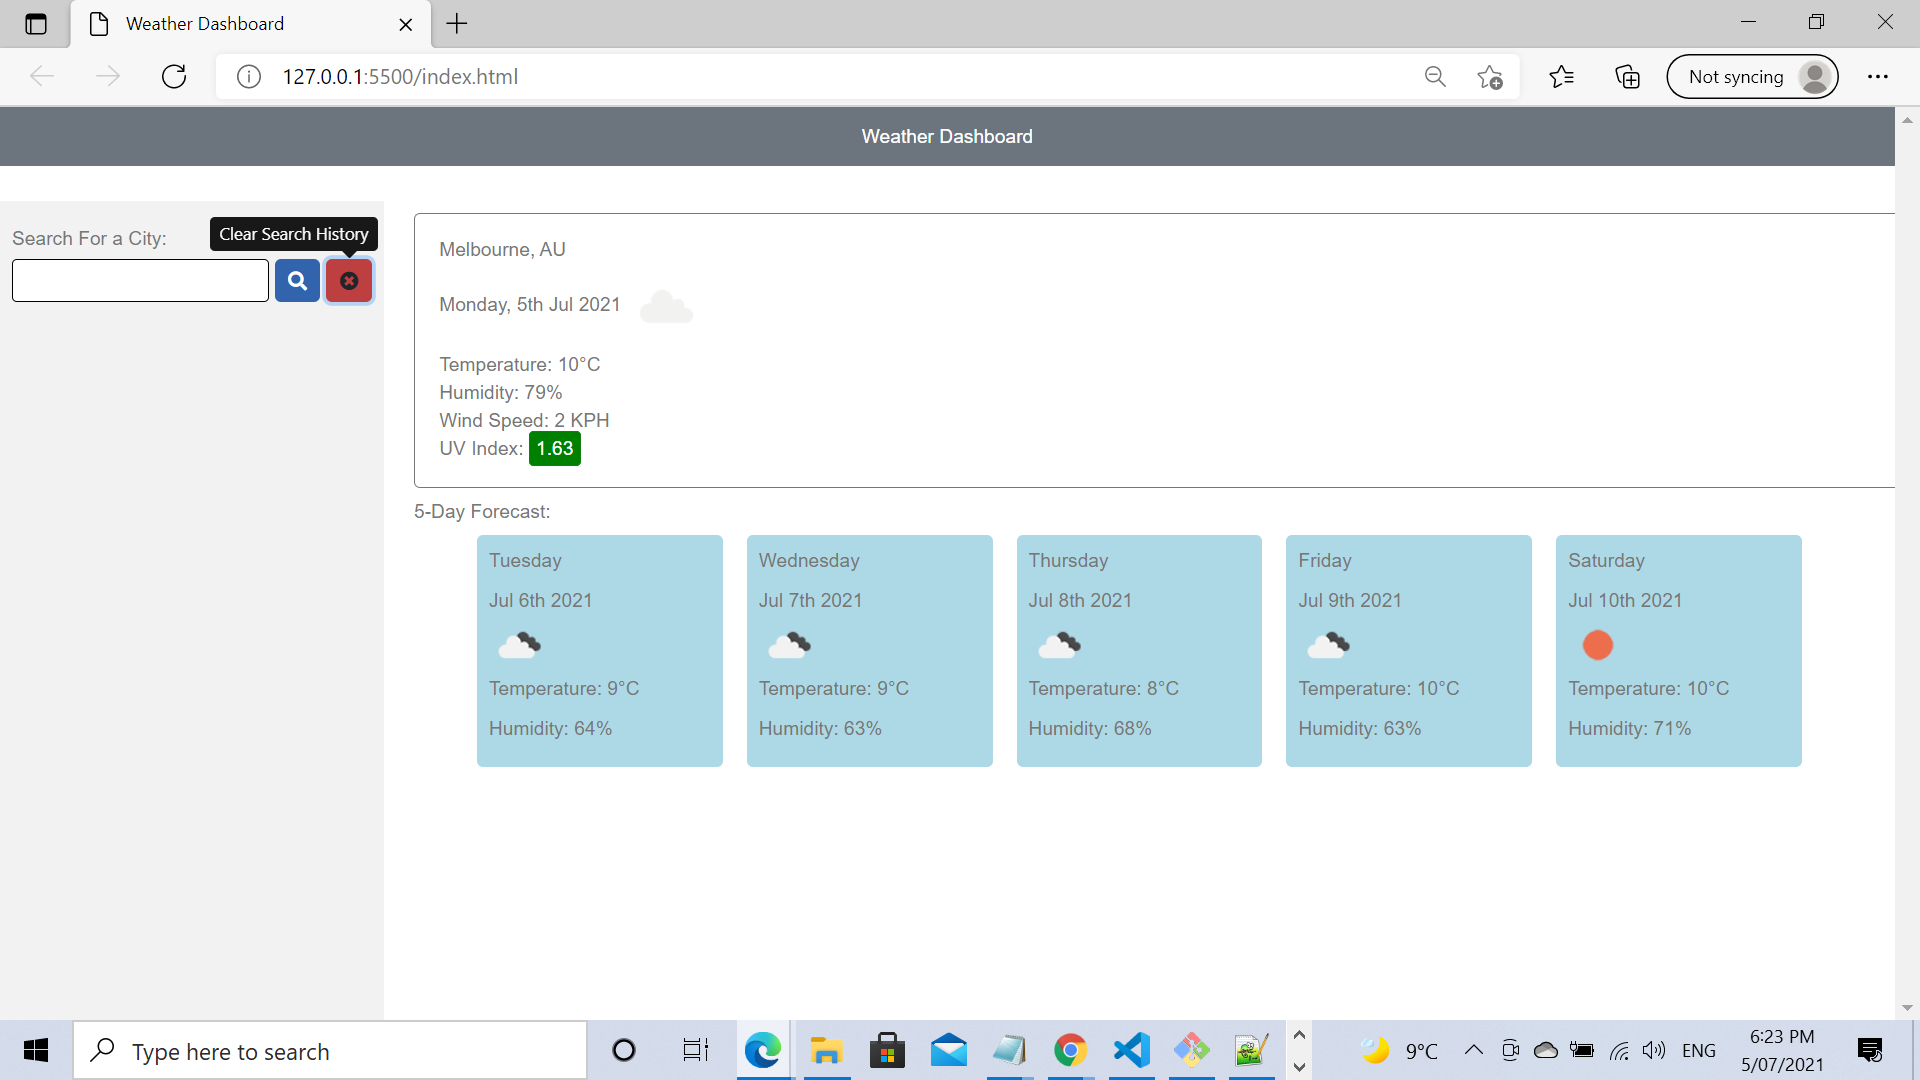 Weather Dashboard
127.0.0.1:5500/index.html
Not syncing
Weather Dashboard
Search For a City:
Clear Search History
Melbourne, AU
Monday, 5th Jul 2021
Temperature: 10°C
Humidity: 79%
Wind Speed: 2 KPH
UV Index: 1.63
5-Day Forecast:
Tuesday
Jul 6th 2021
Temperature: 9°C
Humidity: 64%
Wednesday
Jul 7th 2021
Temperature: 9°C
Humidity: 63%
Thursday
Jul 8th 2021
Temperature: 8°C
Humidity: 68%
Friday
Jul 9th 2021
Temperature: 10°C
Humidity: 63%
Saturday
Jul 10th 2021
Temperature: 10°C
Humidity: 71%
Type here to search
9°C
ENG
6:23 PM
5/07/2021